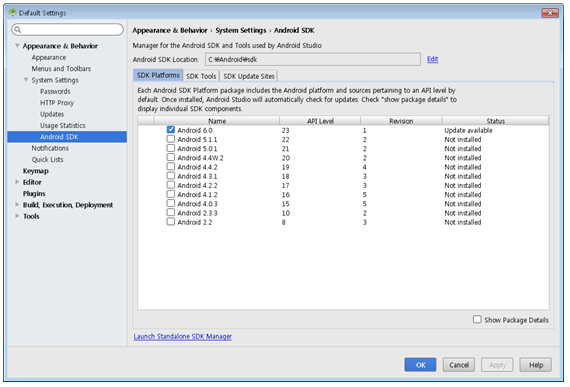 Default Settings
Appearance & Behavior
Appearance
Menus and Toolbars
System Settings
Passwords
HTTP Proxy
Updates
Usage Statistics
Android SDK
Notifications
Quick Lists
Keymap
Editor
Plugins
Build, Execution, Deployment
Tools
Appearance & Behavior › System Settings › Android SDK
Manager for the Android SDK and Tools used by Android Studio
Android SDK Location: C:₩Android₩sdk Edit
SDK Platforms SDK Tools SDK Update Sites
Each Android SDK Platform package includes the Android platform and sources pertaining to an API level by
default. Once installed, Android Studio will automatically check for updates. Check "show package details" to
display individual SDK components.
Name API Level Revision Status
Android 6.0 23 1 Update available
Android 5.1.1 22 2 Not installed
Android 5.0.1 21 2 Not installed
Android 4.4W.2 20 2 Not installed
Android 4.4.2 19 4 Not installed
Android 4.3.1 18 3 Not installed
Android 4.2.2 17 3 Not installed
Android 4.1.2 16 5 Not installed
Android 4.0.3 15 5 Not installed
Android 2.3.3 10 2 Not installed
Android 2.2 8 3 Not installed
Show Package Details
Launch Standalone SDK Manager
OK Cancel Apply Help